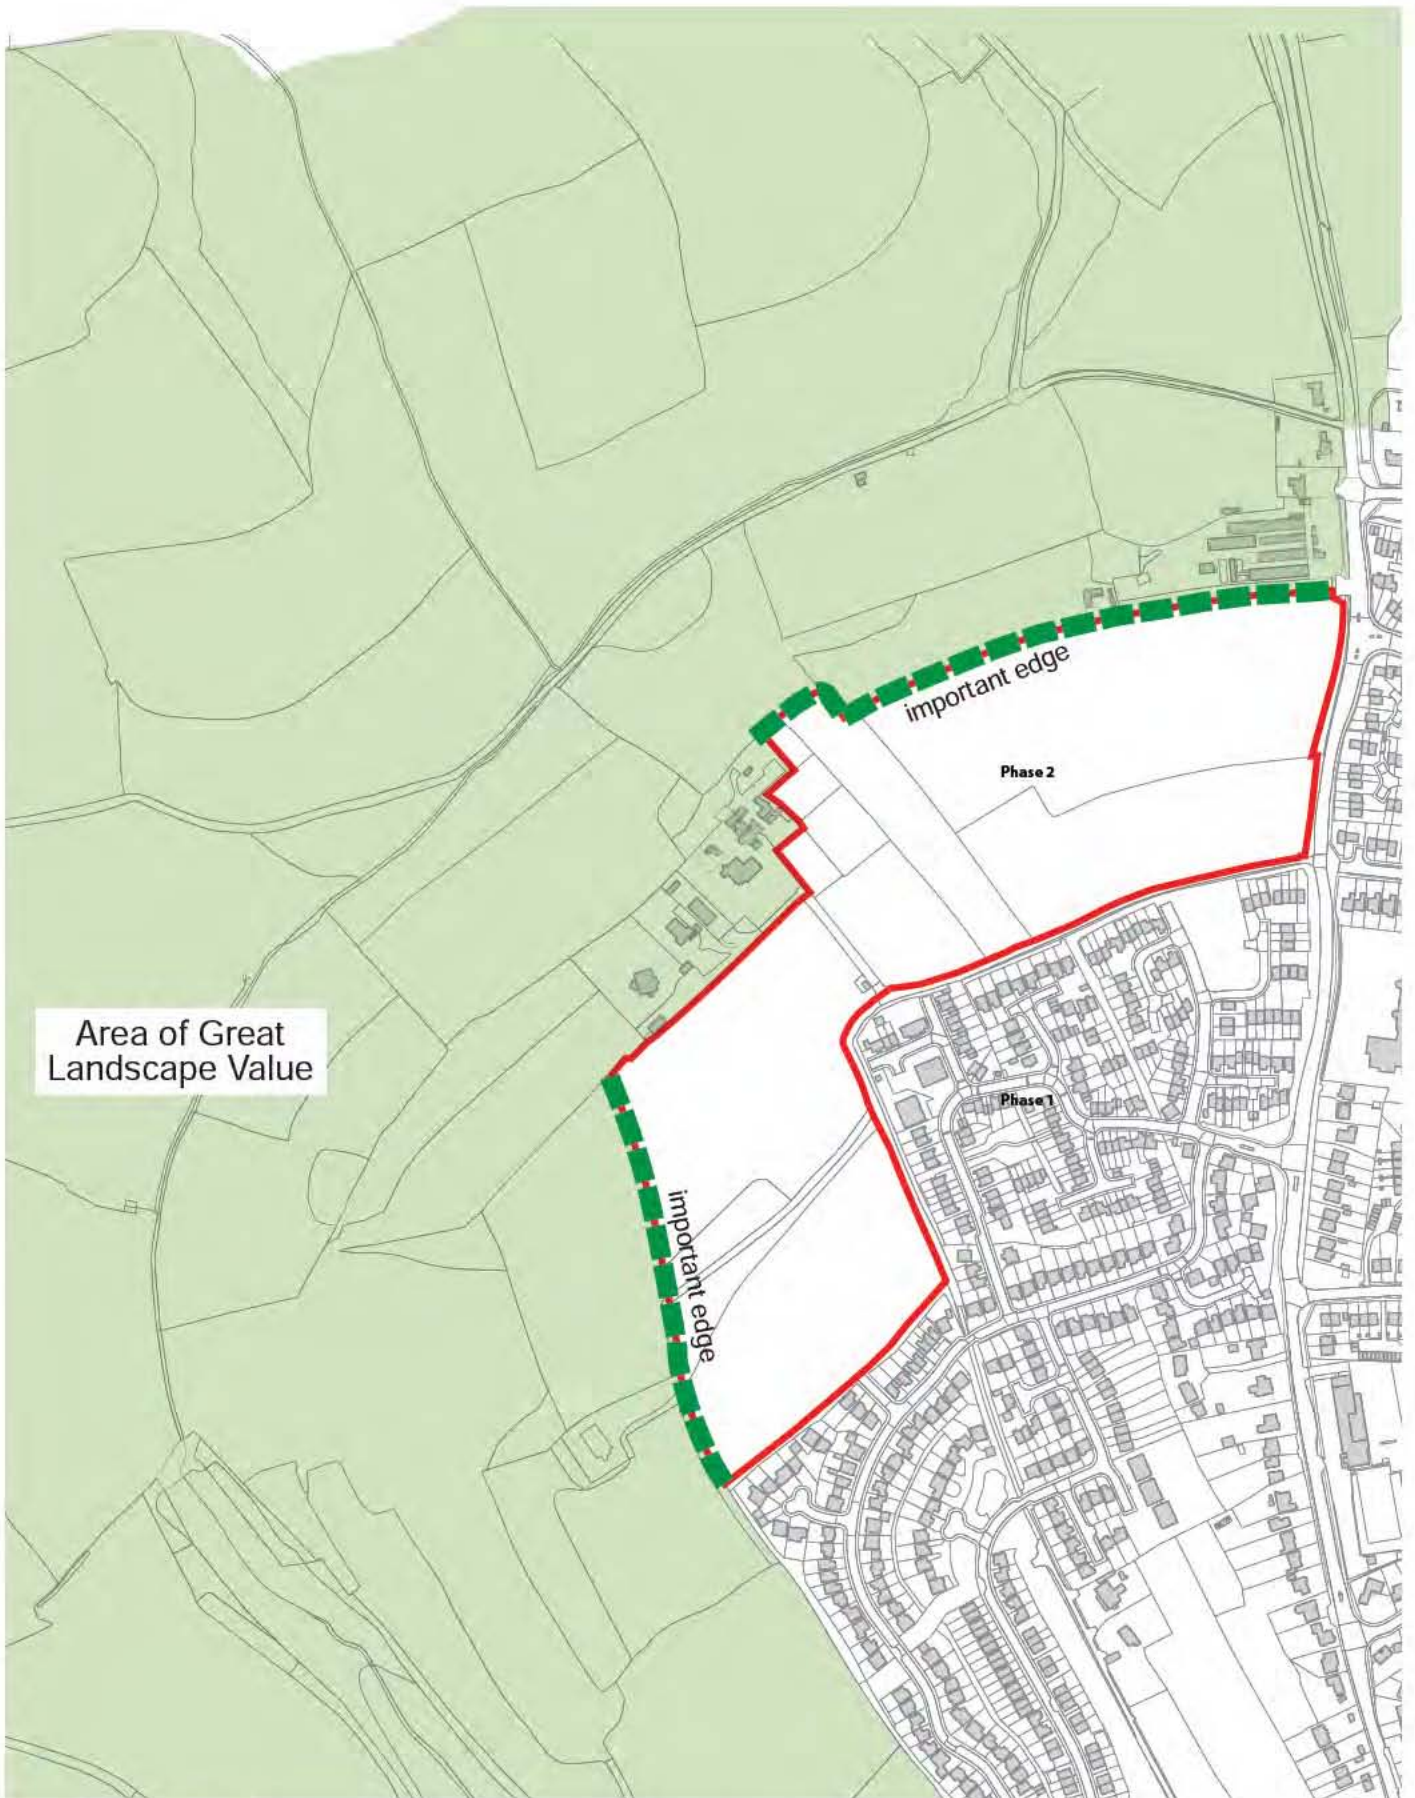 important edge
Phase 2
Area of Great
Landscape Value
Phase 1
important edge